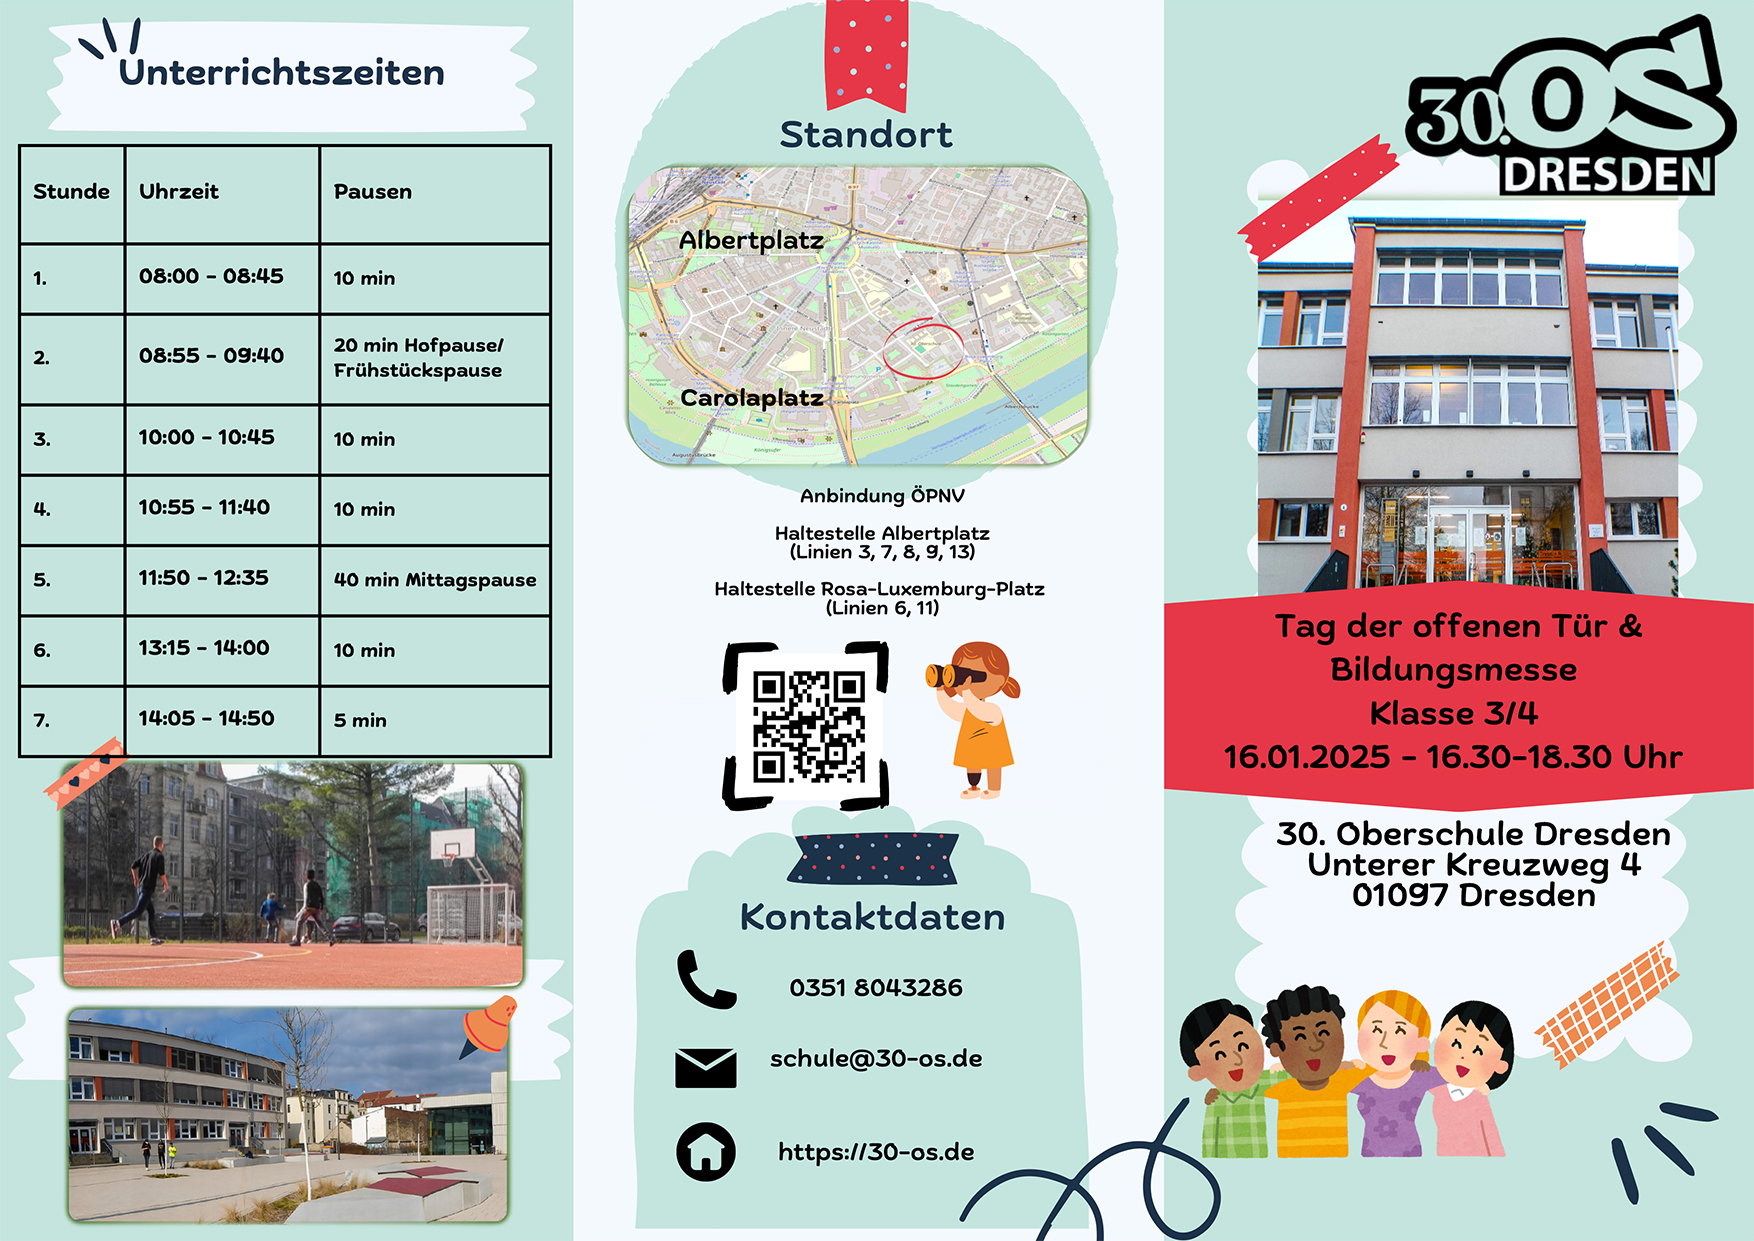 Unterrichtszeiten
Stunde Uhrzeit Pausen
1. 08:00 - 08:45 10 min
2. 08:55 - 09:40 20 min Hofpause/
Frühstückspause
3. 10:00 - 10:45 10 min
4. 10:55 - 11:40 10 min
5. 11:50 - 12:35 40 min Mittagspause
6. 13:15 - 14:00 10 min
7. 14:05 - 14:50 5 min
Standort
Albertplatz
Carolaplatz
Augustusbrücke
Königsufer
Albertbrücke
Anbindung ÖPNV
Haltestelle Albertplatz
(Linien 3, 7, 8, 9, 13)
Haltestelle Rosa-Luxemburg-Platz
(Linien 6, 11)
Kontaktdaten
0351 8043286
schule@30-os.de
https://30-os.de
30. OS
DRESDEN
Tag der offenen Tür &
Bildungsmesse
Klasse 3/4
16.01.2025 - 16.30-18.30 Uhr
30. Oberschule Dresden
Unterer Kreuzweg 4
01097 Dresden